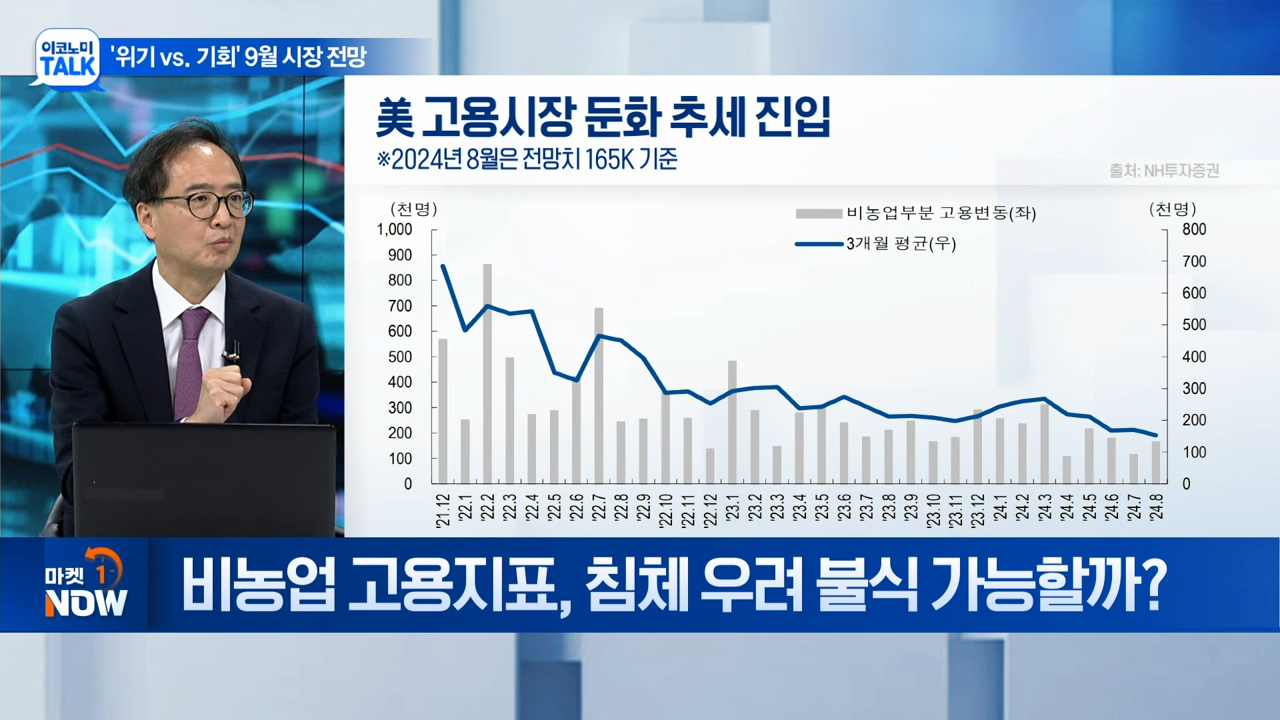 이코노미
TALK
'위기 vs. 기회' 9월 시장 전망
美 고용시장 둔화 추세 진입
※2024년 8월은 전망치 165K 기준
출처: NH투자증권
(천명)
(천명)
비농업부분 고용변동(좌)
3개월 평균(우)
1,000
900
800
700
600
500
400
300
200
100
0
800
700
600
500
400
300
200
100
0
'21.12 '22.1 '22.2 '22.3 '22.4 '22.5 '22.6 '22.7 '22.8 '22.9 '22.10 '22.11 '22.12 '23.1 '23.2 '23.3 '23.4 '23.5 '23.6 '23.7 '23.8 '23.9 '23.10 '23.11 '23.12 '24.1 '24.2 '24.3 '24.4 '24.5 '24.6 '24.7 '24.8
마켓 1
NOW
비농업 고용지표, 침체 우려 불식 가능할까?